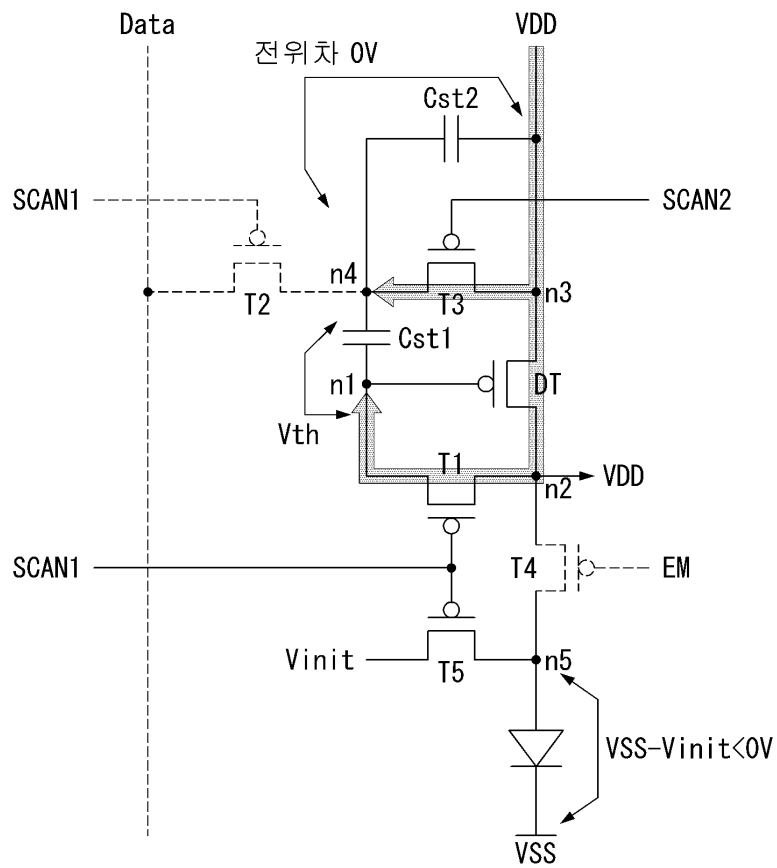 Data
VDD
전위차 0V
Cst2
SCAN1
SCAN2
n4
n3
T2
T3
Cst1
n1
DT
Vth
T1
n2
VDD
SCAN1
T4
EM
Vinit
T5
n5
VSS-Vinit<0V
VSS